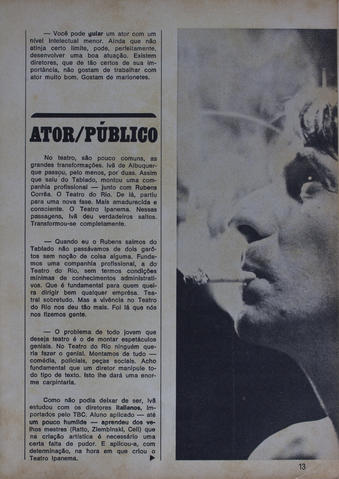 — Você pode guiar um ator com um
nível intelectual menor. Ainda que não
atinja certo limite, pode, perfeitamente,
desenvolver uma boa atuação. Existem
diretores, que de tão certos de sua im-
portância, não gostam de trabalhar com
ator muito bom. Gostam de marionetes.
ATOR/PÚBLICO
No teatro, são pouco comuns, as
grandes transformações. Ivã de Albuquer-
que passou, pelo menos, por duas. Assim
que saiu do Tablado, montou uma com-
panhia profissional — junto com Rubens
Corrêa. O Teatro do Rio. De lá, partiu
para uma nova fase. Mais amadurecida e
consciente. O Teatro Ipanema. Nessas
passagens, Ivã deu verdadeiros saltos.
Transformou-se completamente.
— Quando eu o Rubens saímos do
Tablado não passávamos de dois garô-
tos sem noção de coisa alguma. Funda-
mos uma companhia profissional, a do
Teatro do Rio, sem termos condições
mínimas de conhecimentos administrati-
vos. Que é fundamental para quem quei-
ra dirigir bem qualquer emprêsa. Tea-
tral sobretudo. Mas a vivência no Teatro
do Rio nos deu tão mais. Foi lá que nós
nos fizemos gente.
— O problema de todo jovem que
deseja teatro é o de montar espetáculos
geniais. No Teatro do Rio ninguém que-
ria fazer o genial. Montamos de tudo —
comédia, policiais, peças sociais. Acho
fundamental que um diretor manipule to-
do tipo de texto. Isto lhe dará uma enor-
me carpintaria.
Como não podia deixar de ser, Ivã
estudou com os diretores italianos, im-
portados pelo TBC. Aluno aplicado — até
um pouco humilde — aprendeu dos ve-
lhos mestres (Ratto, Ziembinski, Celi) que
na criação artística é necessário uma
certa falta de pudor. E aplicou-a, com
determinação, na hora em que criou o
Teatro Ipanema.
13